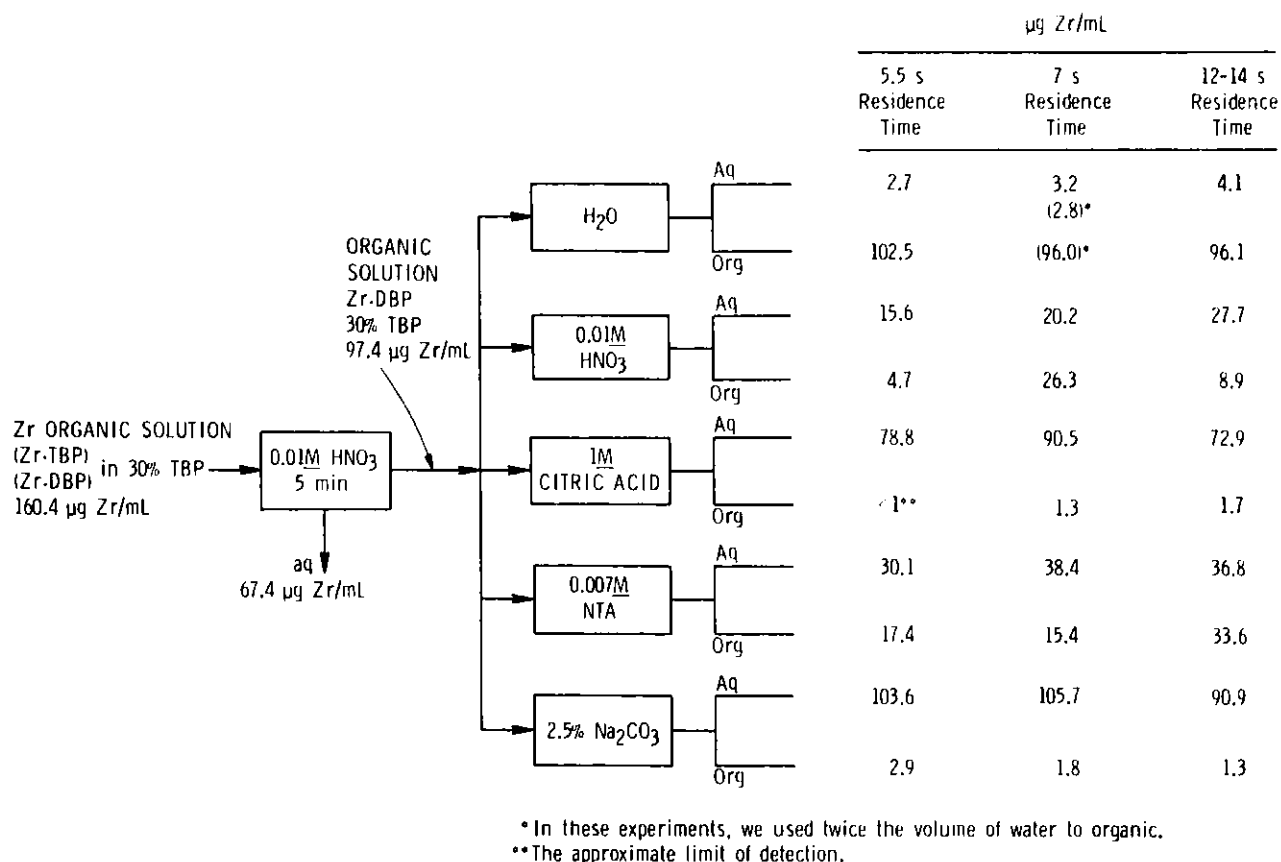 µg Zr/mL
5.5 s 7 s 12-14 s
Residence Residence Residence
Time Time Time
Aq 2.7 3.2 4.1
(2.8)*
H2O
Org 102.5 (96.0)* 96.1
ORGANIC
SOLUTION
Zr·DBP
30% TBP
97.4 µg Zr/mL
Aq 15.6 20.2 27.7
0.01M
HNO3
Org 4.7 26.3 8.9
Zr ORGANIC SOLUTION
(Zr·TBP)
(Zr·DBP) in 30% TBP
160.4 µg Zr/mL
0.01M HNO3
5 min
aq
67.4 µg Zr/mL
Aq 78.8 90.5 72.9
1M
CITRIC ACID
Org <1** 1.3 1.7
Aq 30.1 38.4 36.8
0.007M
NTA
Org 17.4 15.4 33.6
Aq 103.6 105.7 90.9
2.5% Na2CO3
Org 2.9 1.8 1.3
*In these experiments, we used twice the volume of water to organic.
**The approximate limit of detection.